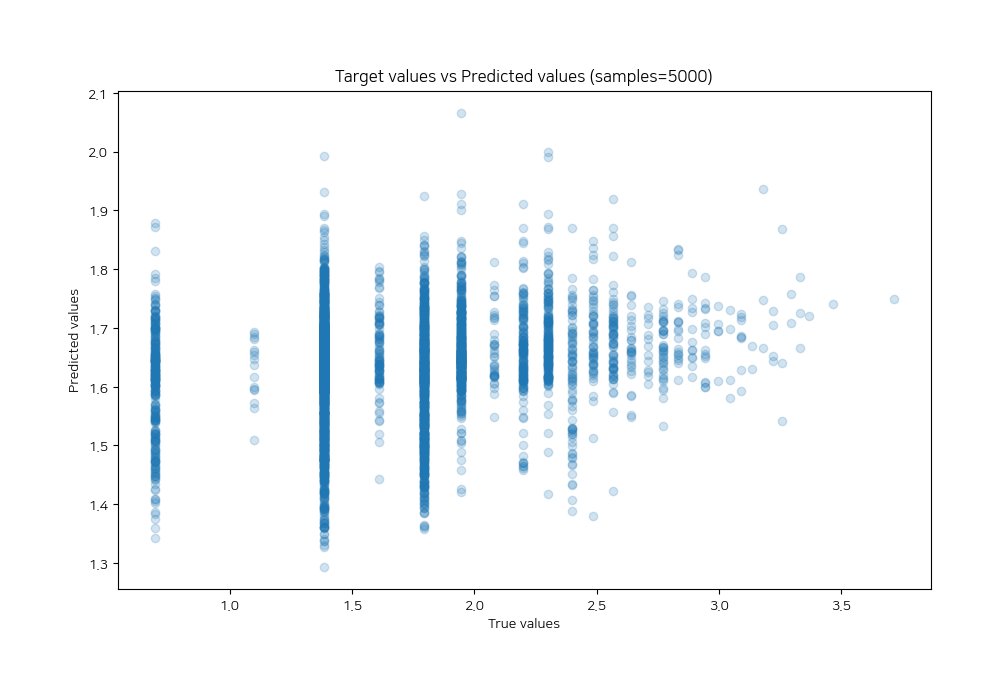 Target values vs Predicted values (samples=5000)
2.1
2.0
1.9
1.8
1.7
1.6
1.5
1.4
1.3
Predicted values
1.0 1.5 2.0 2.5 3.0 3.5
True values